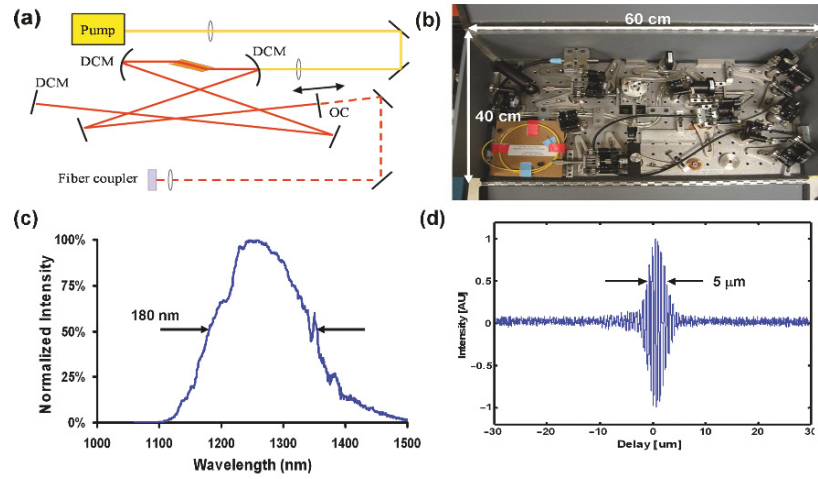 (a)
Pump
DCM
DCM
DCM
OC
Fiber coupler
(b)
60 cm
40 cm
(c)
Normalized Intensity
100%
75%
50%
25%
0%
180 nm
1000
1100
1200
1300
1400
1500
Wavelength (nm)
(d)
Intensity [AU]
1
0.5
0
−0.5
−1
5 μm
−30
−20
−10
0
10
20
30
Delay [um]